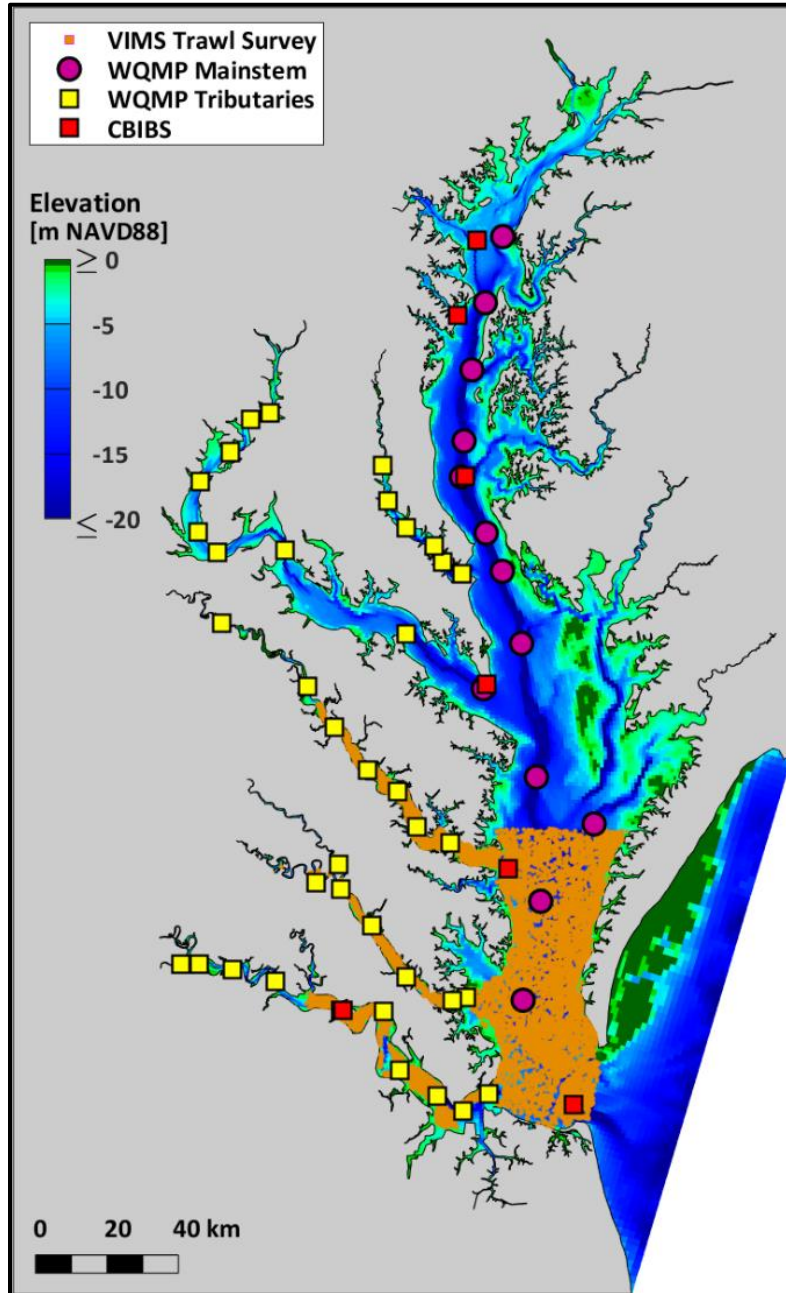 VIMS Trawl Survey
WQMP Mainstem
WQMP Tributaries
CBIBS
Elevation
[m NAVD88]
≥ 0
-5
-10
-15
≤ -20
0 20 40 km